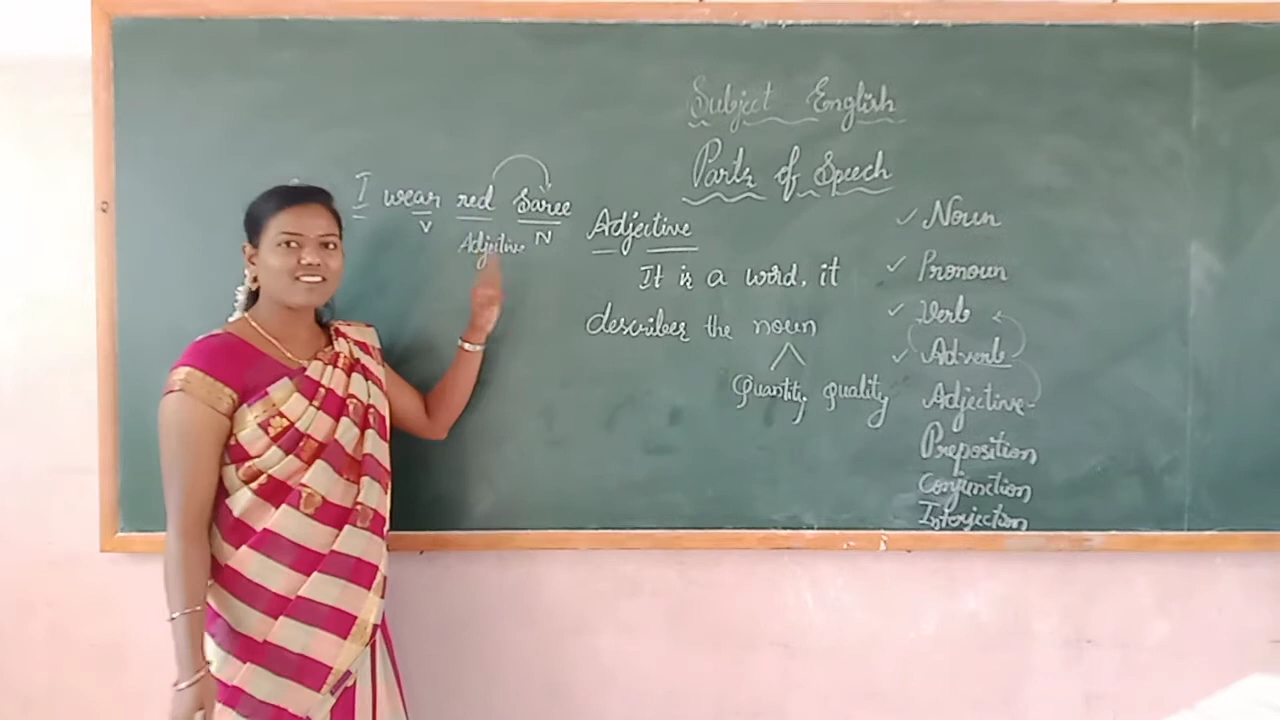 Subject English
Parts of Speech
I wear red Saree
V
Adjective N
Adjective
It is a word, it
describes the noun
Quantity, quality
✓ Noun
✓ Pronoun
✓ Verb
✓ Adverb
Adjective
Preposition
Conjunction
Interjection